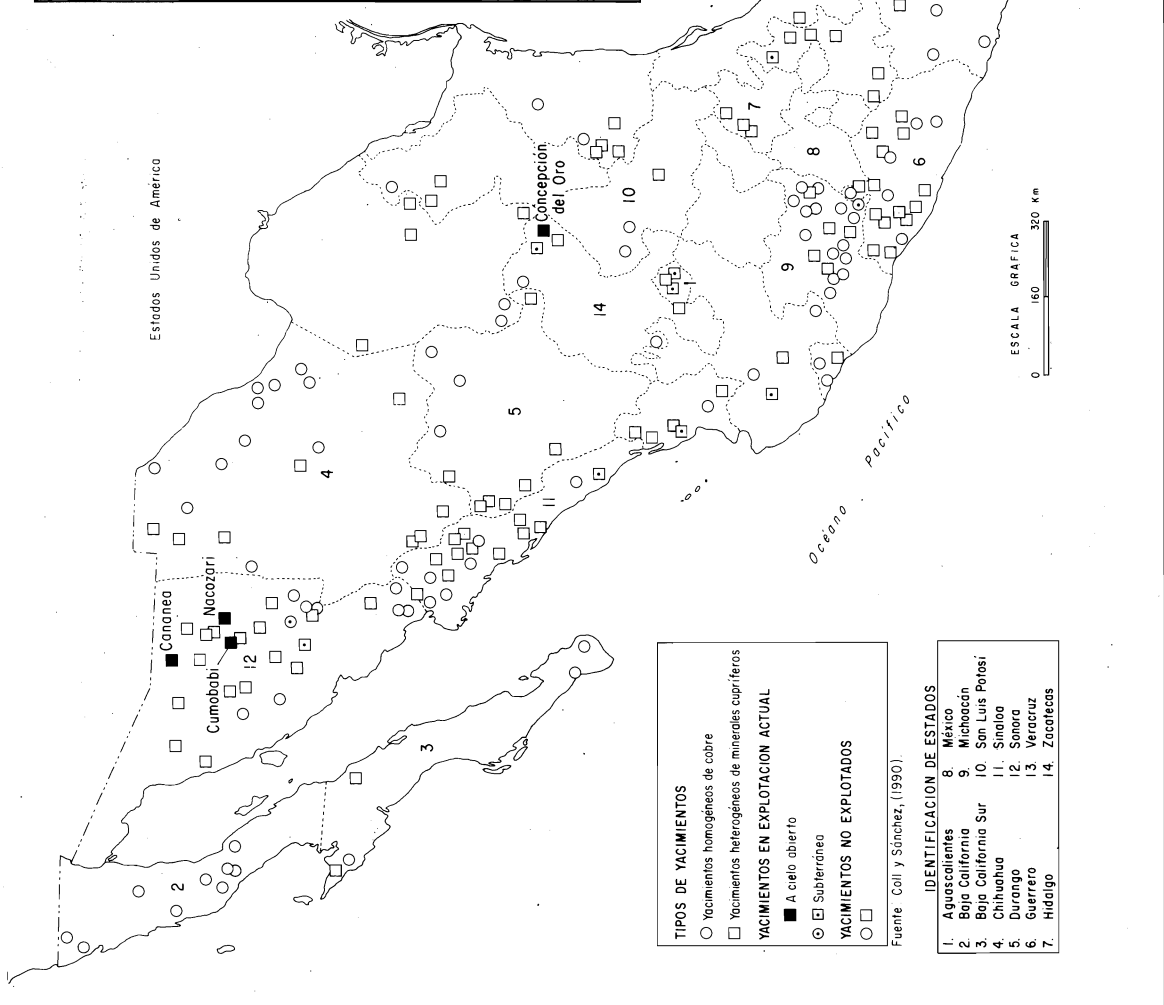 Estados Unidos de América
Cananea
Nacozari
Cumobabi
12
4
2
3
11
5
14
Concepción
del Oro
10
1
7
8
9
6
Océano Pacífico
ESCALA GRAFICA
0 160 320 Km
TIPOS DE YACIMIENTOS
Yacimientos homogéneos de cobre
Yacimientos heterogéneos de minerales cupríferos
YACIMIENTOS EN EXPLOTACION ACTUAL
A cielo abierto
Subterránea
YACIMIENTOS NO EXPLOTADOS
Fuente: Coll y Sánchez, (1990).
IDENTIFICACION DE ESTADOS
1. Aguascalientes 8. México
2. Baja California 9. Michoacán
3. Baja California Sur 10. San Luis Potosí
4. Chihuahua 11. Sinaloa
5. Durango 12. Sonora
6. Guerrero 13. Veracruz
7. Hidalgo 14. Zacatecas